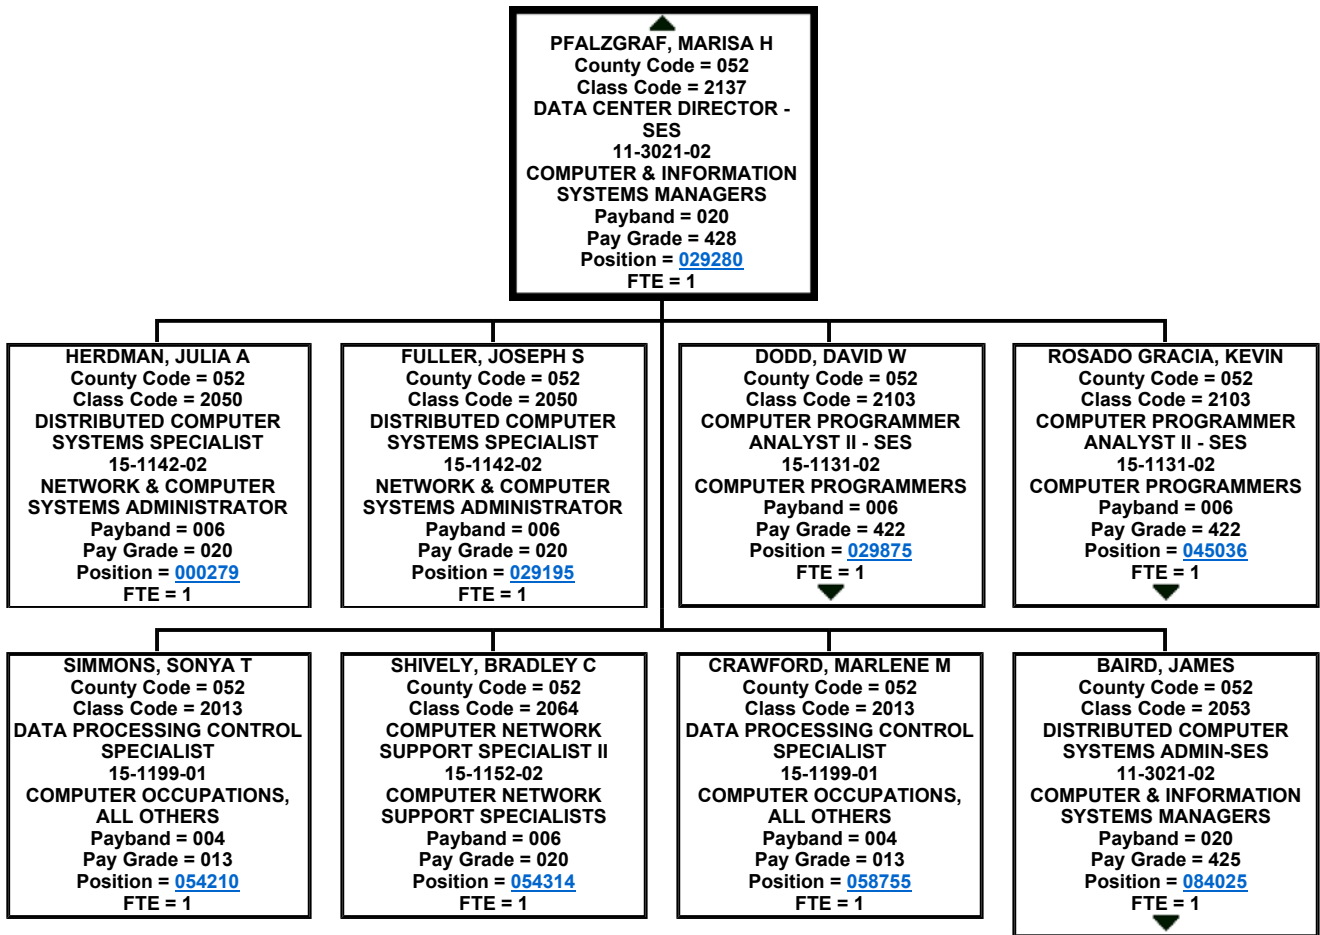 PFALZGRAF, MARISA H
County Code = 052
Class Code = 2137
DATA CENTER DIRECTOR -
SES
11-3021-02
COMPUTER & INFORMATION
SYSTEMS MANAGERS
Payband = 020
Pay Grade = 428
Position = 029280
FTE = 1
HERDMAN, JULIA A
County Code = 052
Class Code = 2050
DISTRIBUTED COMPUTER
SYSTEMS SPECIALIST
15-1142-02
NETWORK & COMPUTER
SYSTEMS ADMINISTRATOR
Payband = 006
Pay Grade = 020
Position = 000279
FTE = 1
FULLER, JOSEPH S
County Code = 052
Class Code = 2050
DISTRIBUTED COMPUTER
SYSTEMS SPECIALIST
15-1142-02
NETWORK & COMPUTER
SYSTEMS ADMINISTRATOR
Payband = 006
Pay Grade = 020
Position = 029195
FTE = 1
DODD, DAVID W
County Code = 052
Class Code = 2103
COMPUTER PROGRAMMER
ANALYST II - SES
15-1131-02
COMPUTER PROGRAMMERS
Payband = 006
Pay Grade = 422
Position = 029875
FTE = 1
ROSADO GRACIA, KEVIN
County Code = 052
Class Code = 2103
COMPUTER PROGRAMMER
ANALYST II - SES
15-1131-02
COMPUTER PROGRAMMERS
Payband = 006
Pay Grade = 422
Position = 045036
FTE = 1
SIMMONS, SONYA T
County Code = 052
Class Code = 2013
DATA PROCESSING CONTROL
SPECIALIST
15-1199-01
COMPUTER OCCUPATIONS,
ALL OTHERS
Payband = 004
Pay Grade = 013
Position = 054210
FTE = 1
SHIVELY, BRADLEY C
County Code = 052
Class Code = 2064
COMPUTER NETWORK
SUPPORT SPECIALIST II
15-1152-02
COMPUTER NETWORK
SUPPORT SPECIALISTS
Payband = 006
Pay Grade = 020
Position = 054314
FTE = 1
CRAWFORD, MARLENE M
County Code = 052
Class Code = 2013
DATA PROCESSING CONTROL
SPECIALIST
15-1199-01
COMPUTER OCCUPATIONS,
ALL OTHERS
Payband = 004
Pay Grade = 013
Position = 058755
FTE = 1
BAIRD, JAMES
County Code = 052
Class Code = 2053
DISTRIBUTED COMPUTER
SYSTEMS ADMIN-SES
11-3021-02
COMPUTER & INFORMATION
SYSTEMS MANAGERS
Payband = 020
Pay Grade = 425
Position = 084025
FTE = 1